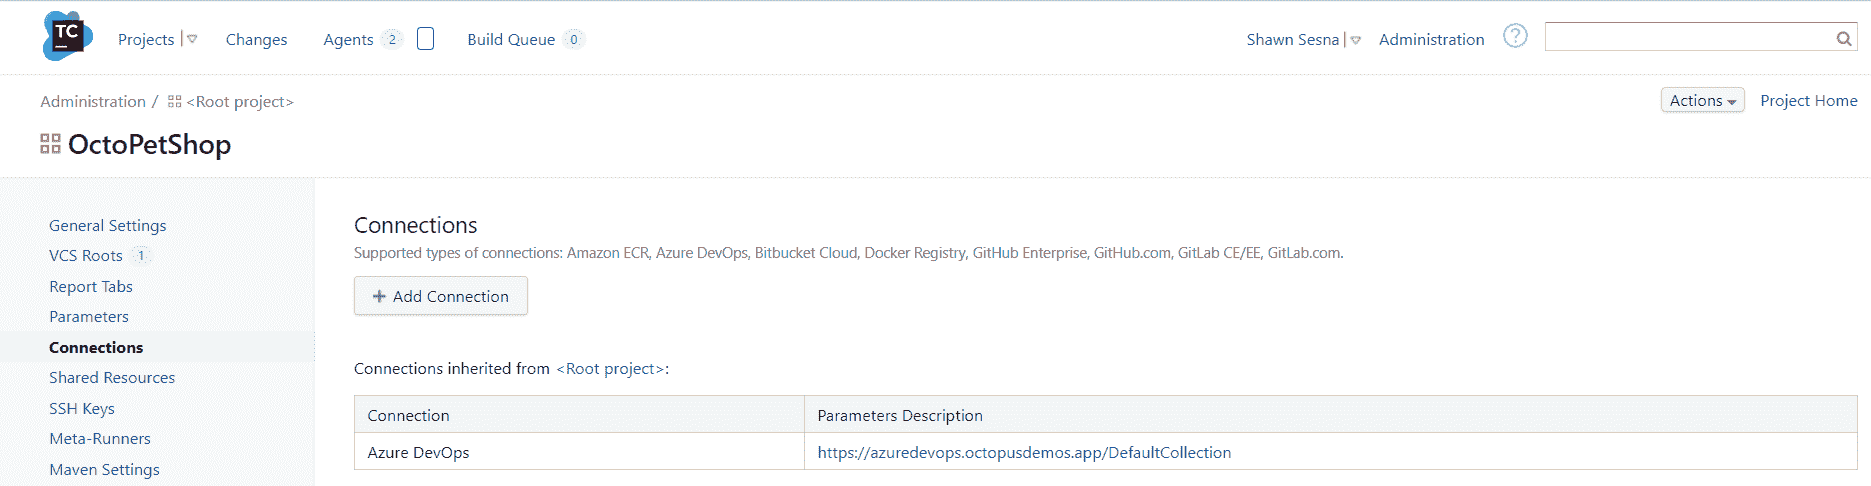 TC Projects Changes Agents 2 Build Queue 0 Shawn Sesna Administration ?
Administration / <Root project> Actions Project Home
OctoPetShop
General Settings
VCS Roots 1
Report Tabs
Parameters
Connections
Shared Resources
SSH Keys
Meta-Runners
Maven Settings
Connections
Supported types of connections: Amazon ECR, Azure DevOps, Bitbucket Cloud, Docker Registry, GitHub Enterprise, GitHub.com, GitLab CE/EE, GitLab.com.
+ Add Connection
Connections inherited from <Root project>:
Connection Parameters Description
Azure DevOps https://azuredevops.octopusdemos.app/DefaultCollection